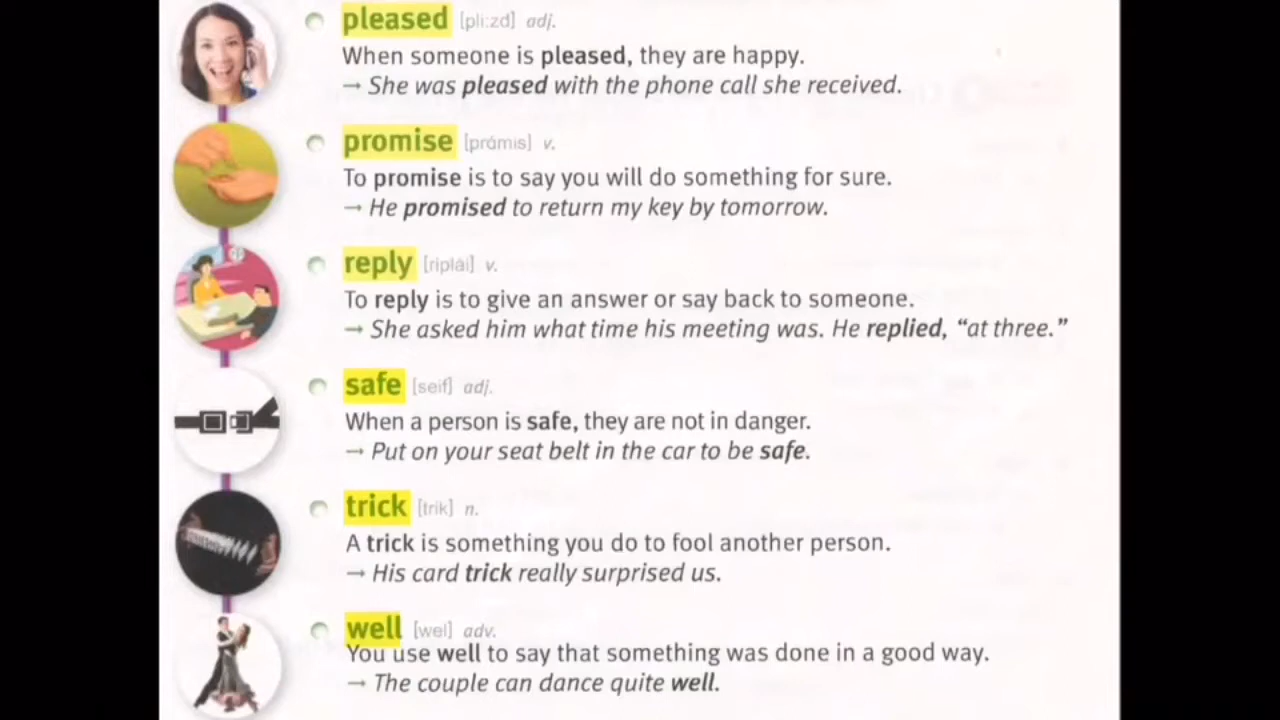 pleased [pli:zd] adj.
When someone is pleased, they are happy.
→ She was pleased with the phone call she received.
promise [prámis] v.
To promise is to say you will do something for sure.
→ He promised to return my key by tomorrow.
reply [riplái] v.
To reply is to give an answer or say back to someone.
→ She asked him what time his meeting was. He replied, “at three.”
safe [seif] adj.
When a person is safe, they are not in danger.
→ Put on your seat belt in the car to be safe.
trick [trik] n.
A trick is something you do to fool another person.
→ His card trick really surprised us.
well [wel] adv.
You use well to say that something was done in a good way.
→ The couple can dance quite well.